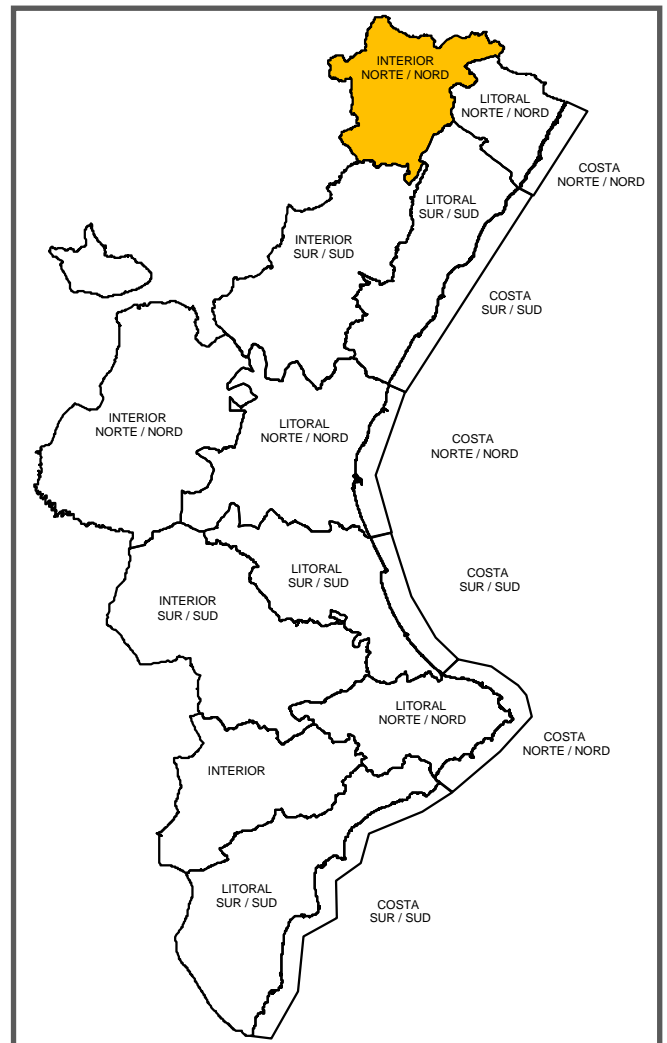 INTERIOR
NORTE / NORD
LITORAL
NORTE / NORD
COSTA
NORTE / NORD
LITORAL
SUR / SUD
INTERIOR
SUR / SUD
COSTA
SUR / SUD
INTERIOR
NORTE / NORD
LITORAL
NORTE / NORD
COSTA
NORTE / NORD
LITORAL
SUR / SUD
COSTA
SUR / SUD
INTERIOR
SUR / SUD
LITORAL
NORTE / NORD
COSTA
NORTE / NORD
INTERIOR
LITORAL
SUR / SUD
COSTA
SUR / SUD